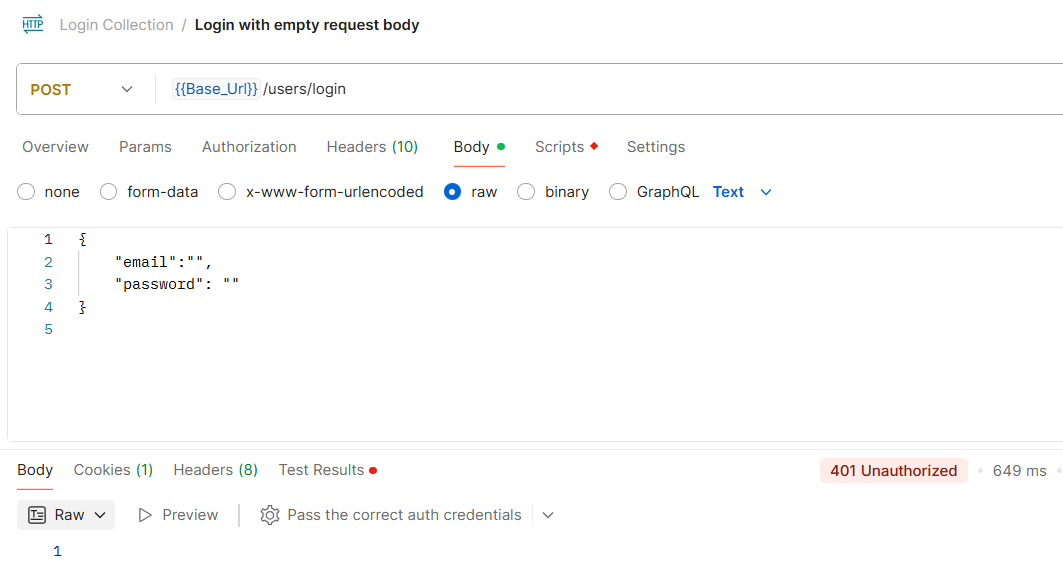 HTTP Login Collection / Login with empty request body
POST {{Base_Url}} /users/login
Overview Params Authorization Headers (10) Body Scripts Settings
none form-data x-www-form-urlencoded raw binary GraphQL Text
1 {
2 "email":"",
3 "password": ""
4 }
5
Body Cookies (1) Headers (8) Test Results 401 Unauthorized 649 ms
Raw Preview Pass the correct auth credentials
1